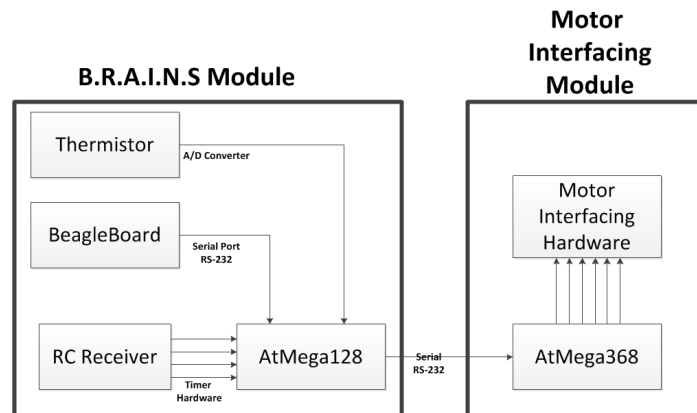 B.R.A.I.N.S Module
Thermistor
A/D Converter
BeagleBoard
Serial Port
RS-232
RC Receiver
Timer
Hardware
AtMega128
Serial
RS-232
Motor
Interfacing
Module
Motor
Interfacing
Hardware
AtMega368